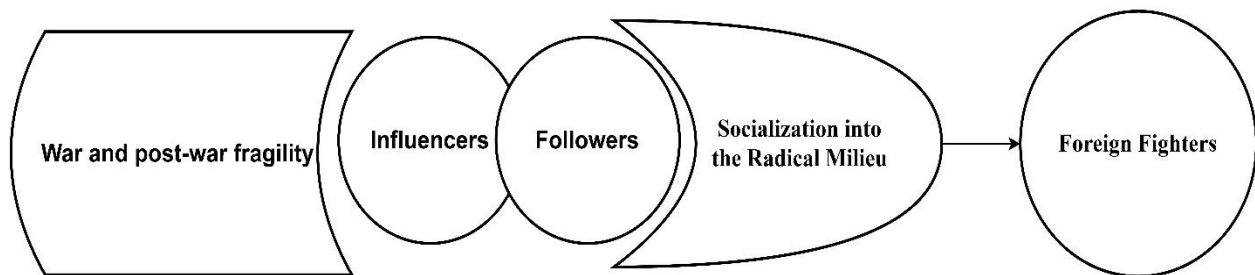 War and post-war fragility
Influencers
Followers
Socialization into
the Radical Milieu
Foreign Fighters